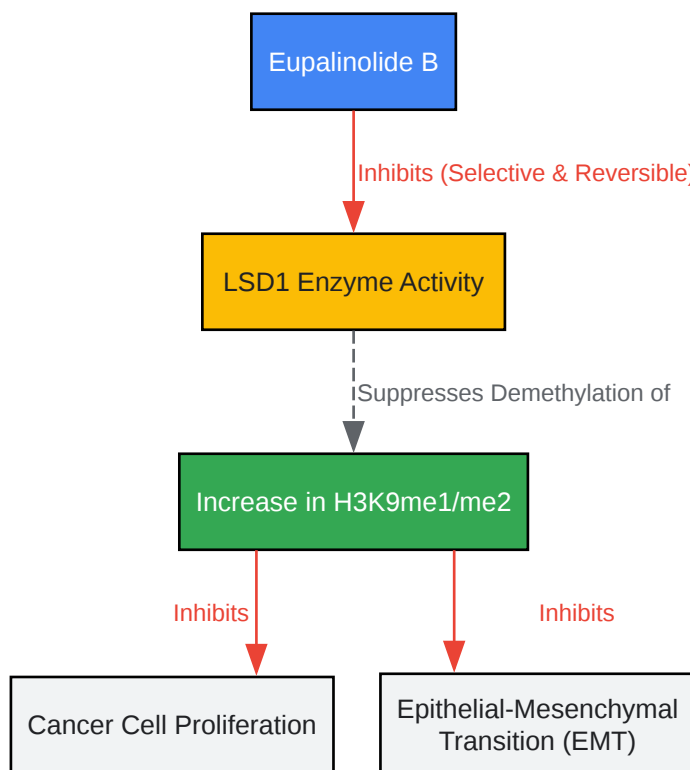 Eupalinolide B
Inhibits (Selective & Reversible)
LSD1 Enzyme Activity
Suppresses Demethylation of
Increase in H3K9me1/me2
Inhibits
Inhibits
Cancer Cell Proliferation
Epithelial-Mesenchymal
Transition (EMT)